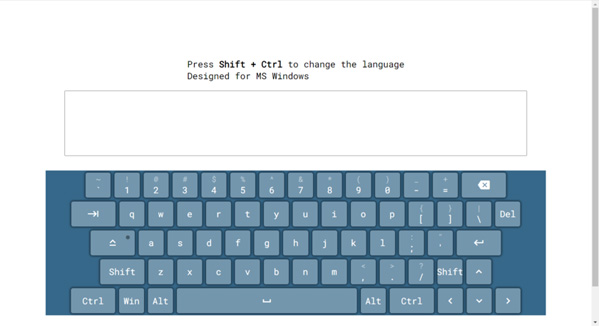 Press Shift + Ctrl to change the language
Designed for MS Windows
~ ! @ # $ % ^ & * ( ) _ +
` 1 2 3 4 5 6 7 8 9 0 - =
q w e r t y u i o p { [ } ] | \ Del
a s d f g h j k l : ; " '
Shift z x c v b n m < , > . ? / Shift
Ctrl Win Alt Alt Ctrl